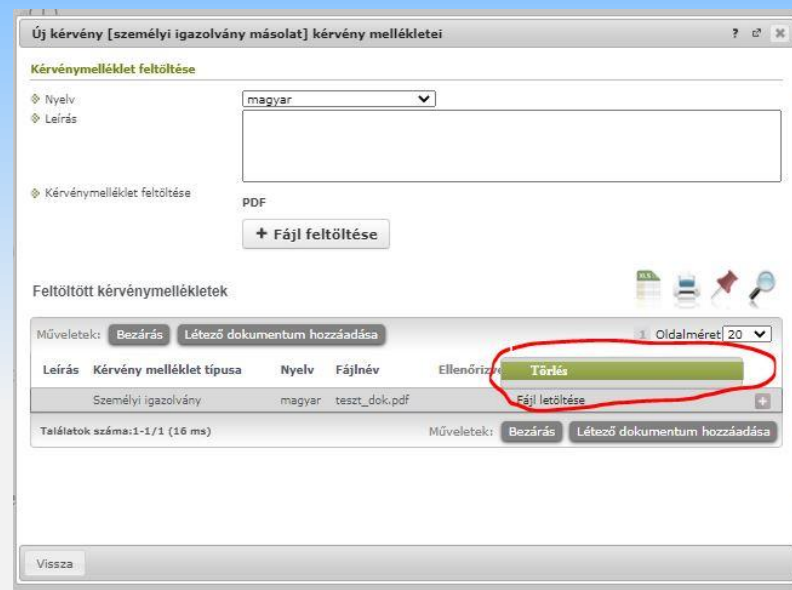 Új kérvény [személyi igazolvány másolat] kérvény mellékletei ?
Kérvénymelléklet feltöltése
Nyelv magyar
Leírás
Kérvénymelléklet feltöltése
PDF
+ Fájl feltöltése
Feltöltött kérvénymellékletek
XLS
Műveletek: Bezárás Létező dokumentum hozzáadása 1 Oldalméret 20
Leírás Kérvény melléklet típusa Nyelv Fájlnév Törlés
Személyi igazolvány magyar teszt_dok.pdf Fájl letöltése +
Találatok száma:1-1/1 (16 ms) Műveletek: Bezárás Létező dokumentum hozzáadása
Vissza